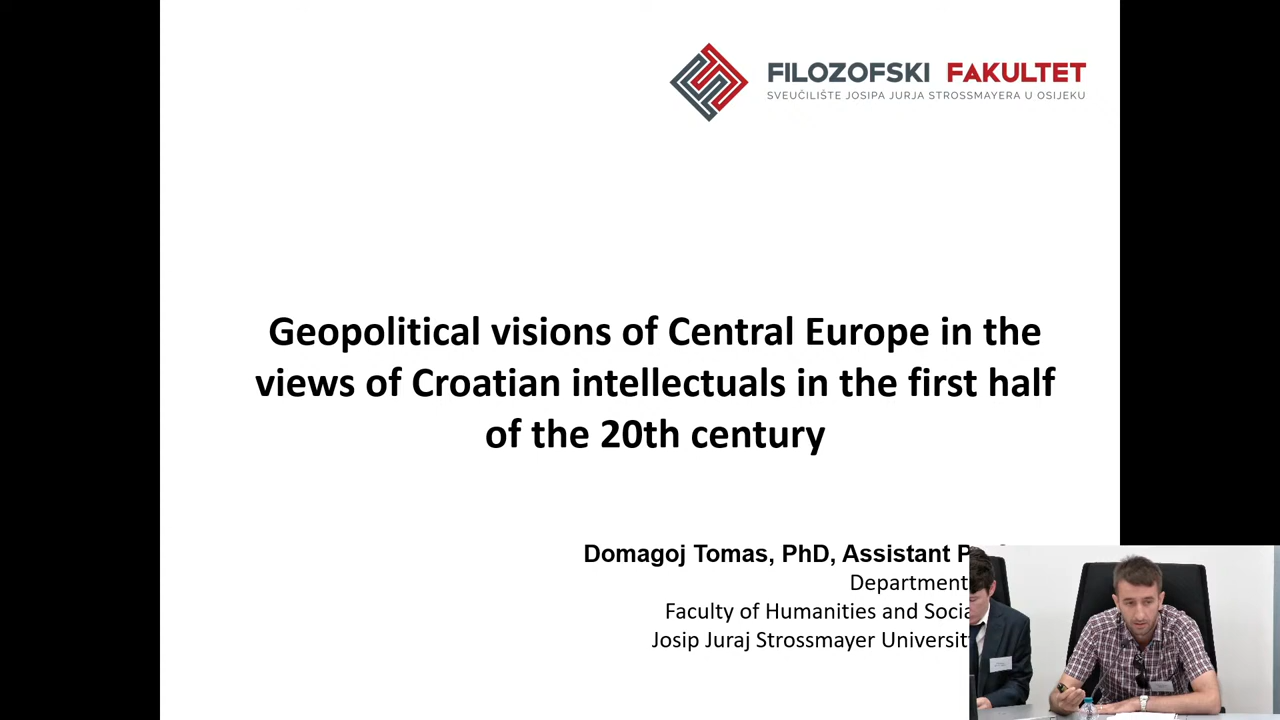 FILOZOFSKI FAKULTET
SVEUČILIŠTE JOSIPA JURJA STROSSMAYERA U OSIJEKU
Geopolitical visions of Central Europe in the
views of Croatian intellectuals in the first half
of the 20th century
Domagoj Tomas, PhD, Assistant
Department
Faculty of Humanities and
Josip Juraj Strossmayer